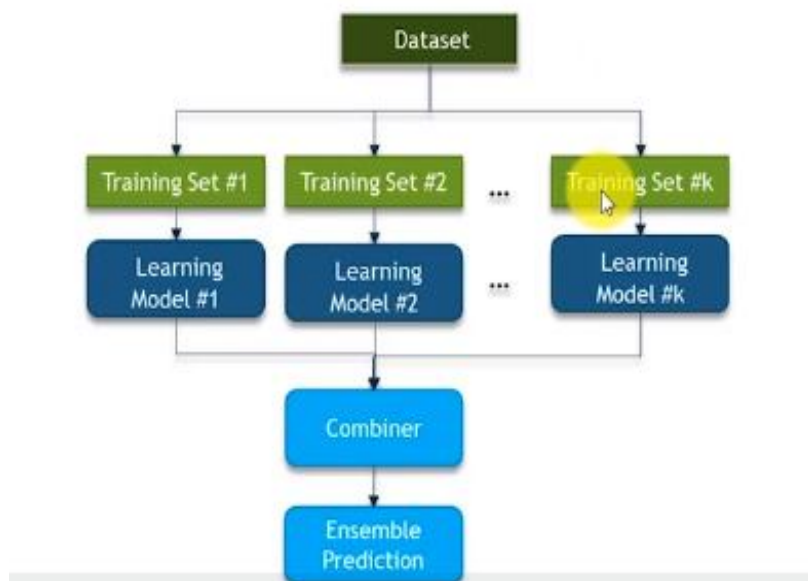 Dataset
Training Set #1
Training Set #2
...
Training Set #k
Learning
Model #1
Learning
Model #2
...
Learning
Model #k
Combiner
Ensemble
Prediction